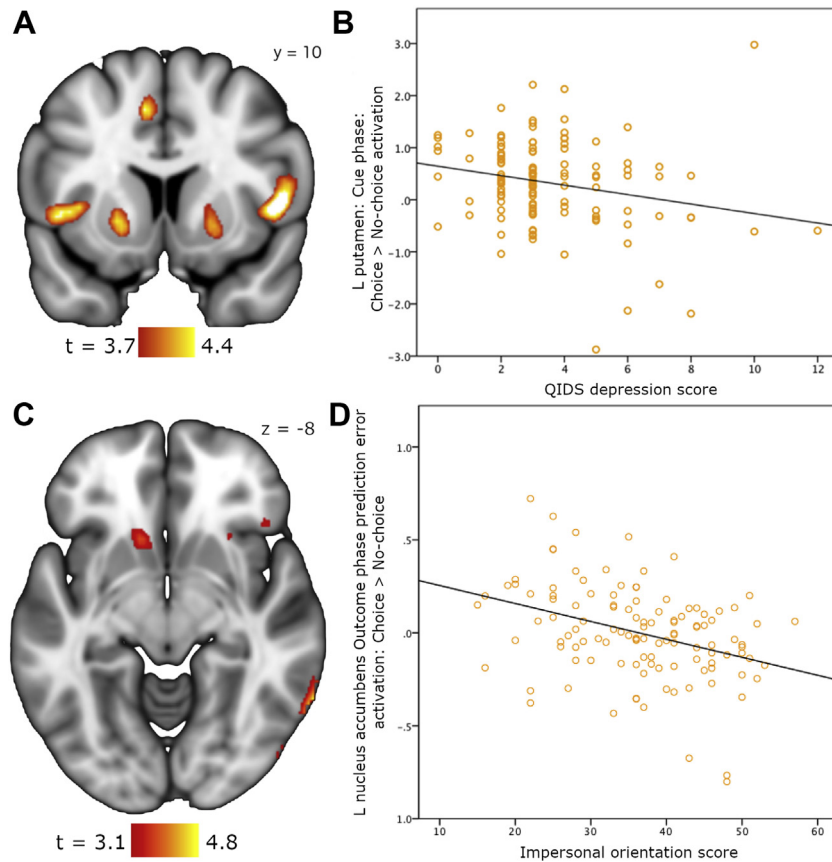 A
y = 10
t = 3.7
4.4
B
L putamen: Cue phase:
Choice > No-choice activation
3.0
2.0
1.0
.0
-1.0
-2.0
-3.0
0
2
4
6
8
10
12
QIDS depression score
C
z = -8
t = 3.1
4.8
D
L nucleus accumbens Outcome phase prediction error
activation: Choice > No-choice
1.0
.5
.0
-.5
1.0
10
20
30
40
50
60
Impersonal orientation score